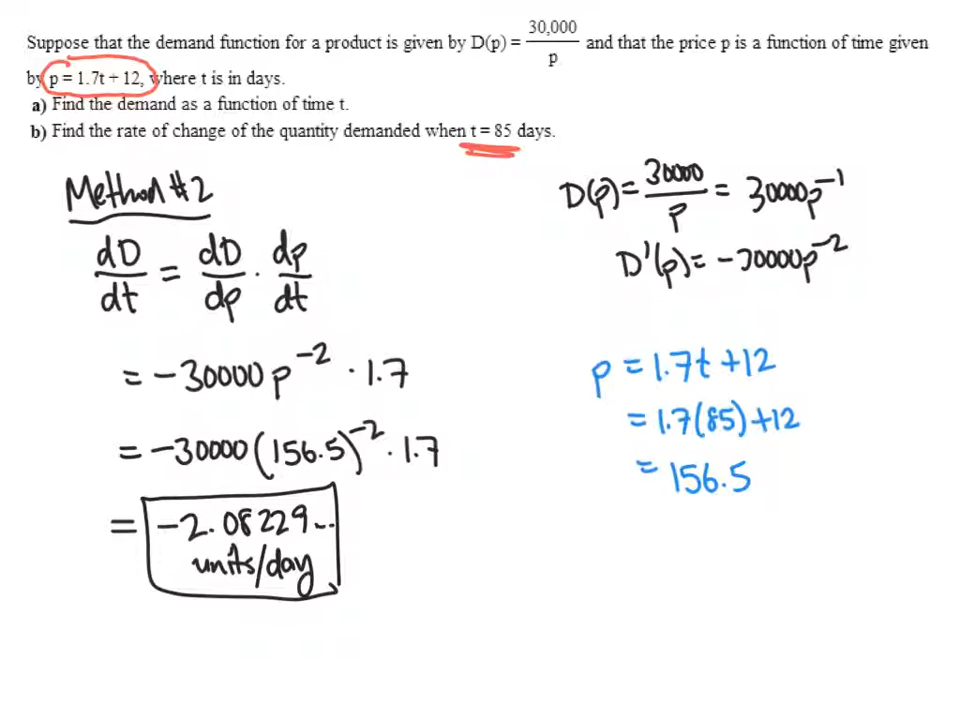 Suppose that the demand function for a product is given by D(p) = 30,000/p and that the price p is a function of time given
by p = 1.7t + 12, where t is in days.
a) Find the demand as a function of time t.
b) Find the rate of change of the quantity demanded when t = 85 days.
Method #2
dD/dt = dD/dp · dp/dt
= -30000p^-2 · 1.7
= -30000(156.5)^-2 · 1.7
= -2.08229...
units/day
D(p) = 30000/p = 30000p^-1
D'(p) = -30000p^-2
p = 1.7t + 12
= 1.7(85) + 12
= 156.5